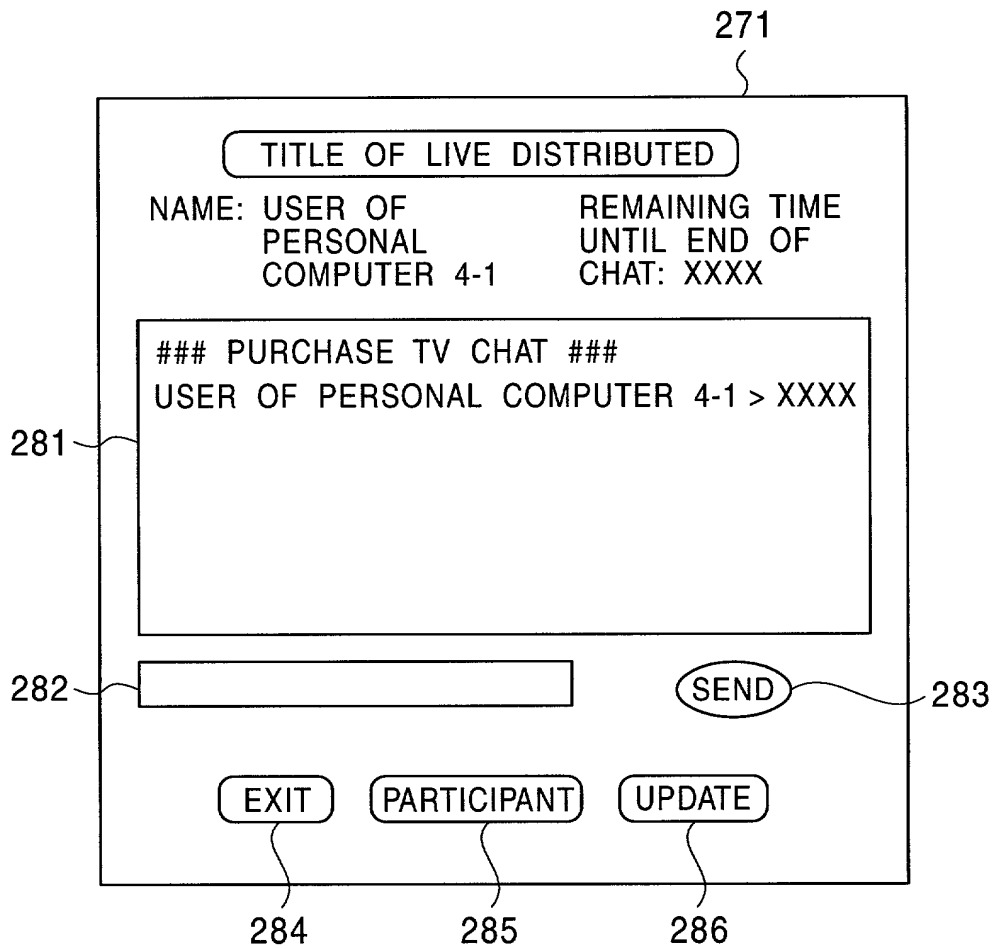 271
TITLE OF LIVE DISTRIBUTED
NAME: USER OF PERSONAL COMPUTER 4-1
REMAINING TIME UNTIL END OF CHAT: XXXX
### PURCHASE TV CHAT ###
USER OF PERSONAL COMPUTER 4-1 > XXXX
281
282
SEND
283
EXIT
PARTICIPANT
UPDATE
284
285
286